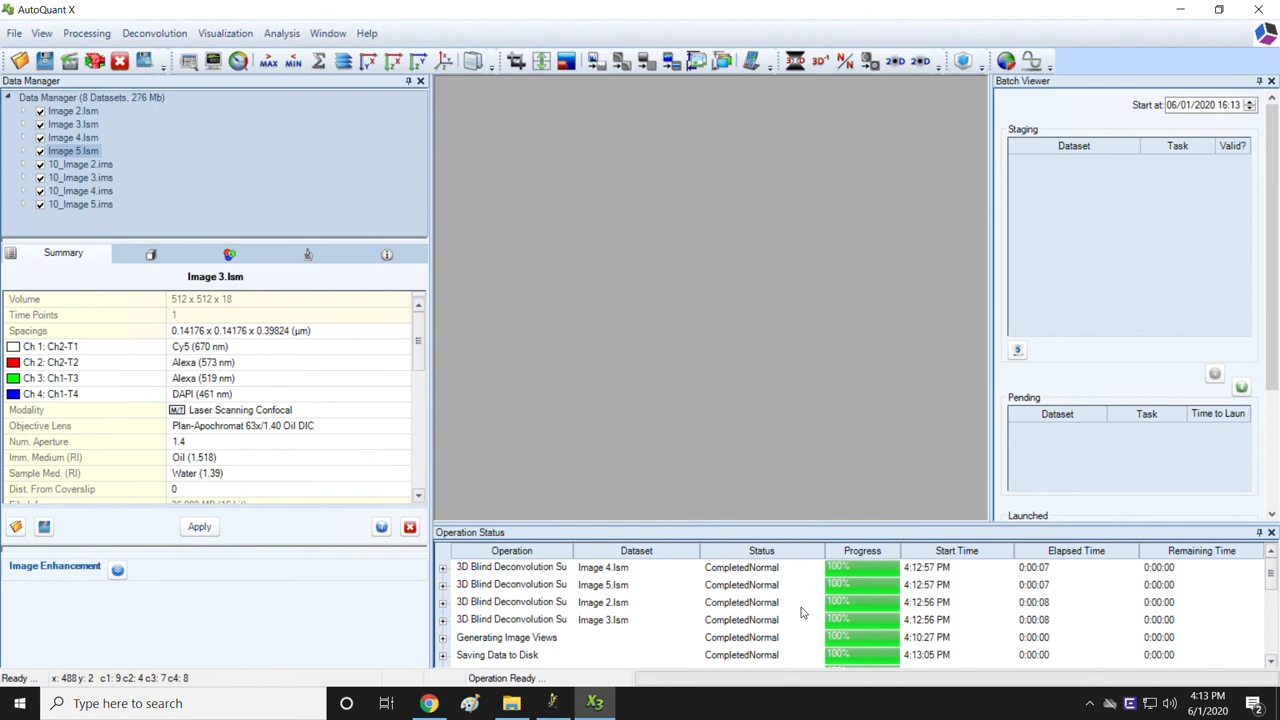 AutoQuant X
File View Processing Deconvolution Visualization Analysis Window Help
Data Manager
Data Manager (8 Datasets, 276 Mb)
Image 2.lsm
Image 3.lsm
Image 4.lsm
Image 5.lsm
10_Image 2.ims
10_Image 3.ims
10_Image 4.ims
10_Image 5.ims
Summary
Image 3.lsm
Volume 512 x 512 x 18
Time Points 1
Spacings 0.14176 x 0.14176 x 0.39824 (μm)
Ch 1: Ch2-T1 Cy5 (670 nm)
Ch 2: Ch2-T2 Alexa (573 nm)
Ch 3: Ch1-T3 Alexa (519 nm)
Ch 4: Ch1-T4 DAPI (461 nm)
Modality Laser Scanning Confocal
Objective Lens Plan-Apochromat 63x/1.40 Oil DIC
Num. Aperture 1.4
Imm. Medium (RI) Oil (1.518)
Sample Med. (RI) Water (1.39)
Dist. From Coverslip 0
Apply
Image Enhancement
Batch Viewer
Start at: 06/01/2020 16:13
Staging
Dataset Task Valid?
Pending
Dataset Task Time to Laun
Launched
Operation Status
Operation Dataset Status Progress Start Time Elapsed Time Remaining Time
3D Blind Deconvolution Su Image 4.lsm CompletedNormal 100% 4:12:57 PM 0:00:07 0:00:00
3D Blind Deconvolution Su Image 5.lsm CompletedNormal 100% 4:12:57 PM 0:00:07 0:00:00
3D Blind Deconvolution Su Image 2.lsm CompletedNormal 100% 4:12:56 PM 0:00:08 0:00:00
3D Blind Deconvolution Su Image 3.lsm CompletedNormal 100% 4:12:56 PM 0:00:08 0:00:00
Generating Image Views CompletedNormal 100% 4:10:27 PM 0:00:00 0:00:00
Saving Data to Disk CompletedNormal 100% 4:13:05 PM 0:00:00 0:00:00
Ready ... x: 488 y: 2 c1: 9 c2: 4 c3: 7 c4: 8 Operation Ready ...
Type here to search
4:13 PM
6/1/2020